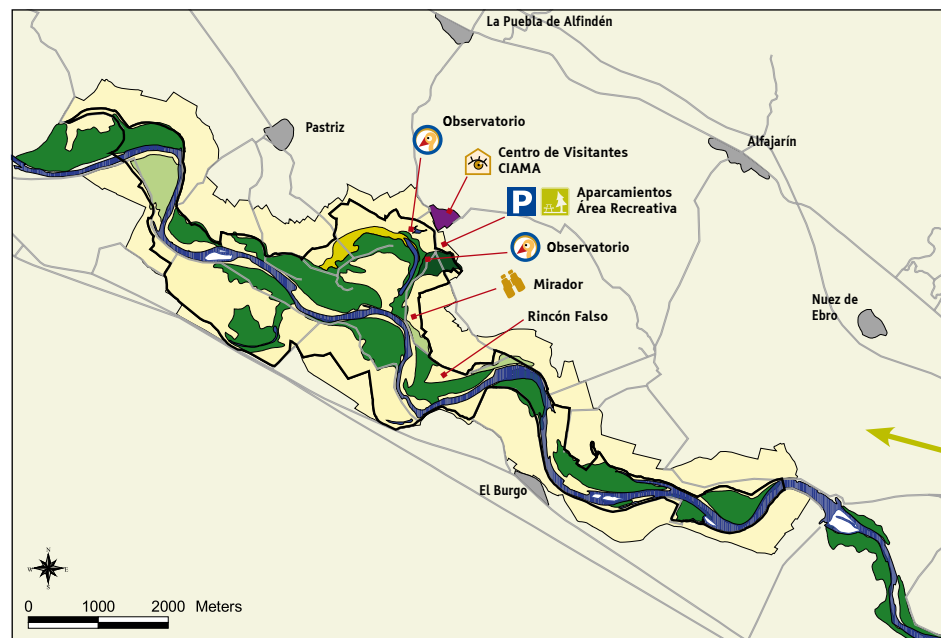 La Puebla de Alfindén
Observatorio
Pastriz
Alfajarín
Centro de Visitantes
CIAMA
P
Aparcamientos
Área Recreativa
Observatorio
Mirador
Nuez de
Ebro
Rincón Falso
El Burgo
N
W
E
S
0 1000 2000 Meters